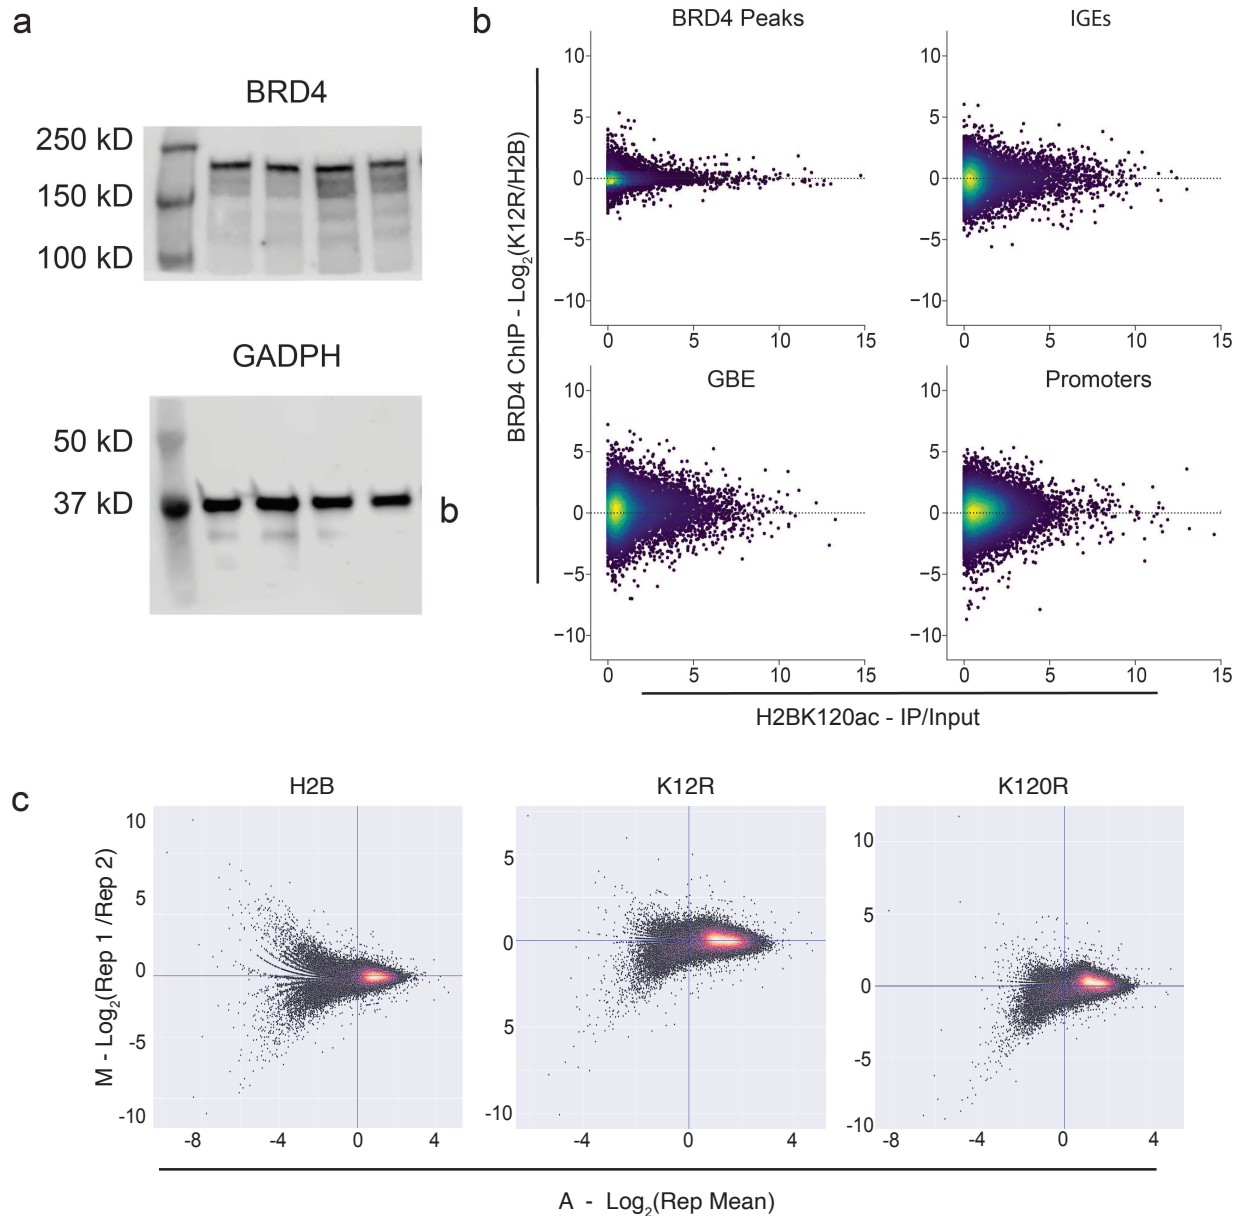 a
BRD4
250 kD
150 kD
100 kD
GADPH
50 kD
37 kD
b
b
BRD4 ChIP - Log2(K12R/H2B)
BRD4 Peaks
10
5
0
−5
−10
0 5 10 15
IGEs
10
5
0
−5
−10
0 5 10 15
GBE
10
5
0
−5
−10
0 5 10 15
Promoters
10
5
0
−5
−10
0 5 10 15
H2BK120ac - IP/Input
c
M - Log2(Rep 1 /Rep 2)
H2B
10
5
0
-5
-10
-8 -4 0 4
K12R
5
0
5
-10
-4 0 4
K120R
10
5
0
-5
-10
-8 -4 0 4
A - Log2(Rep Mean)